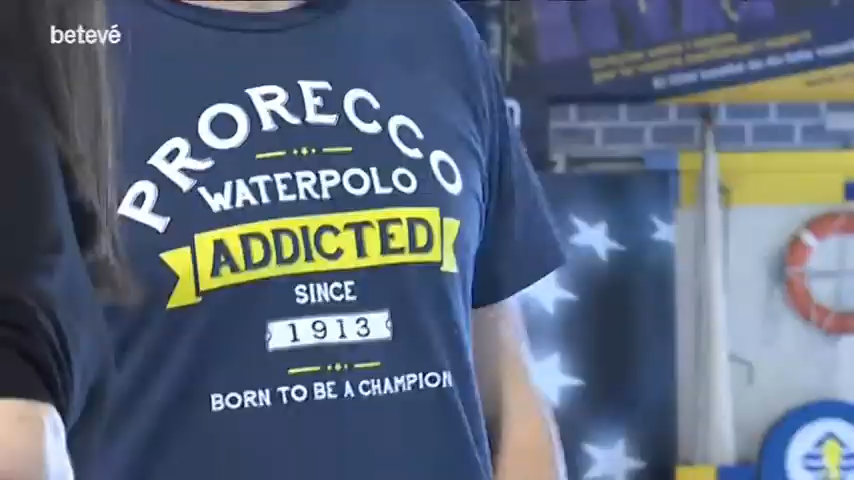 betevé
PRORECCO
WATERPOLO
ADDICTED
SINCE
1913
BORN TO BE A CHAMPION